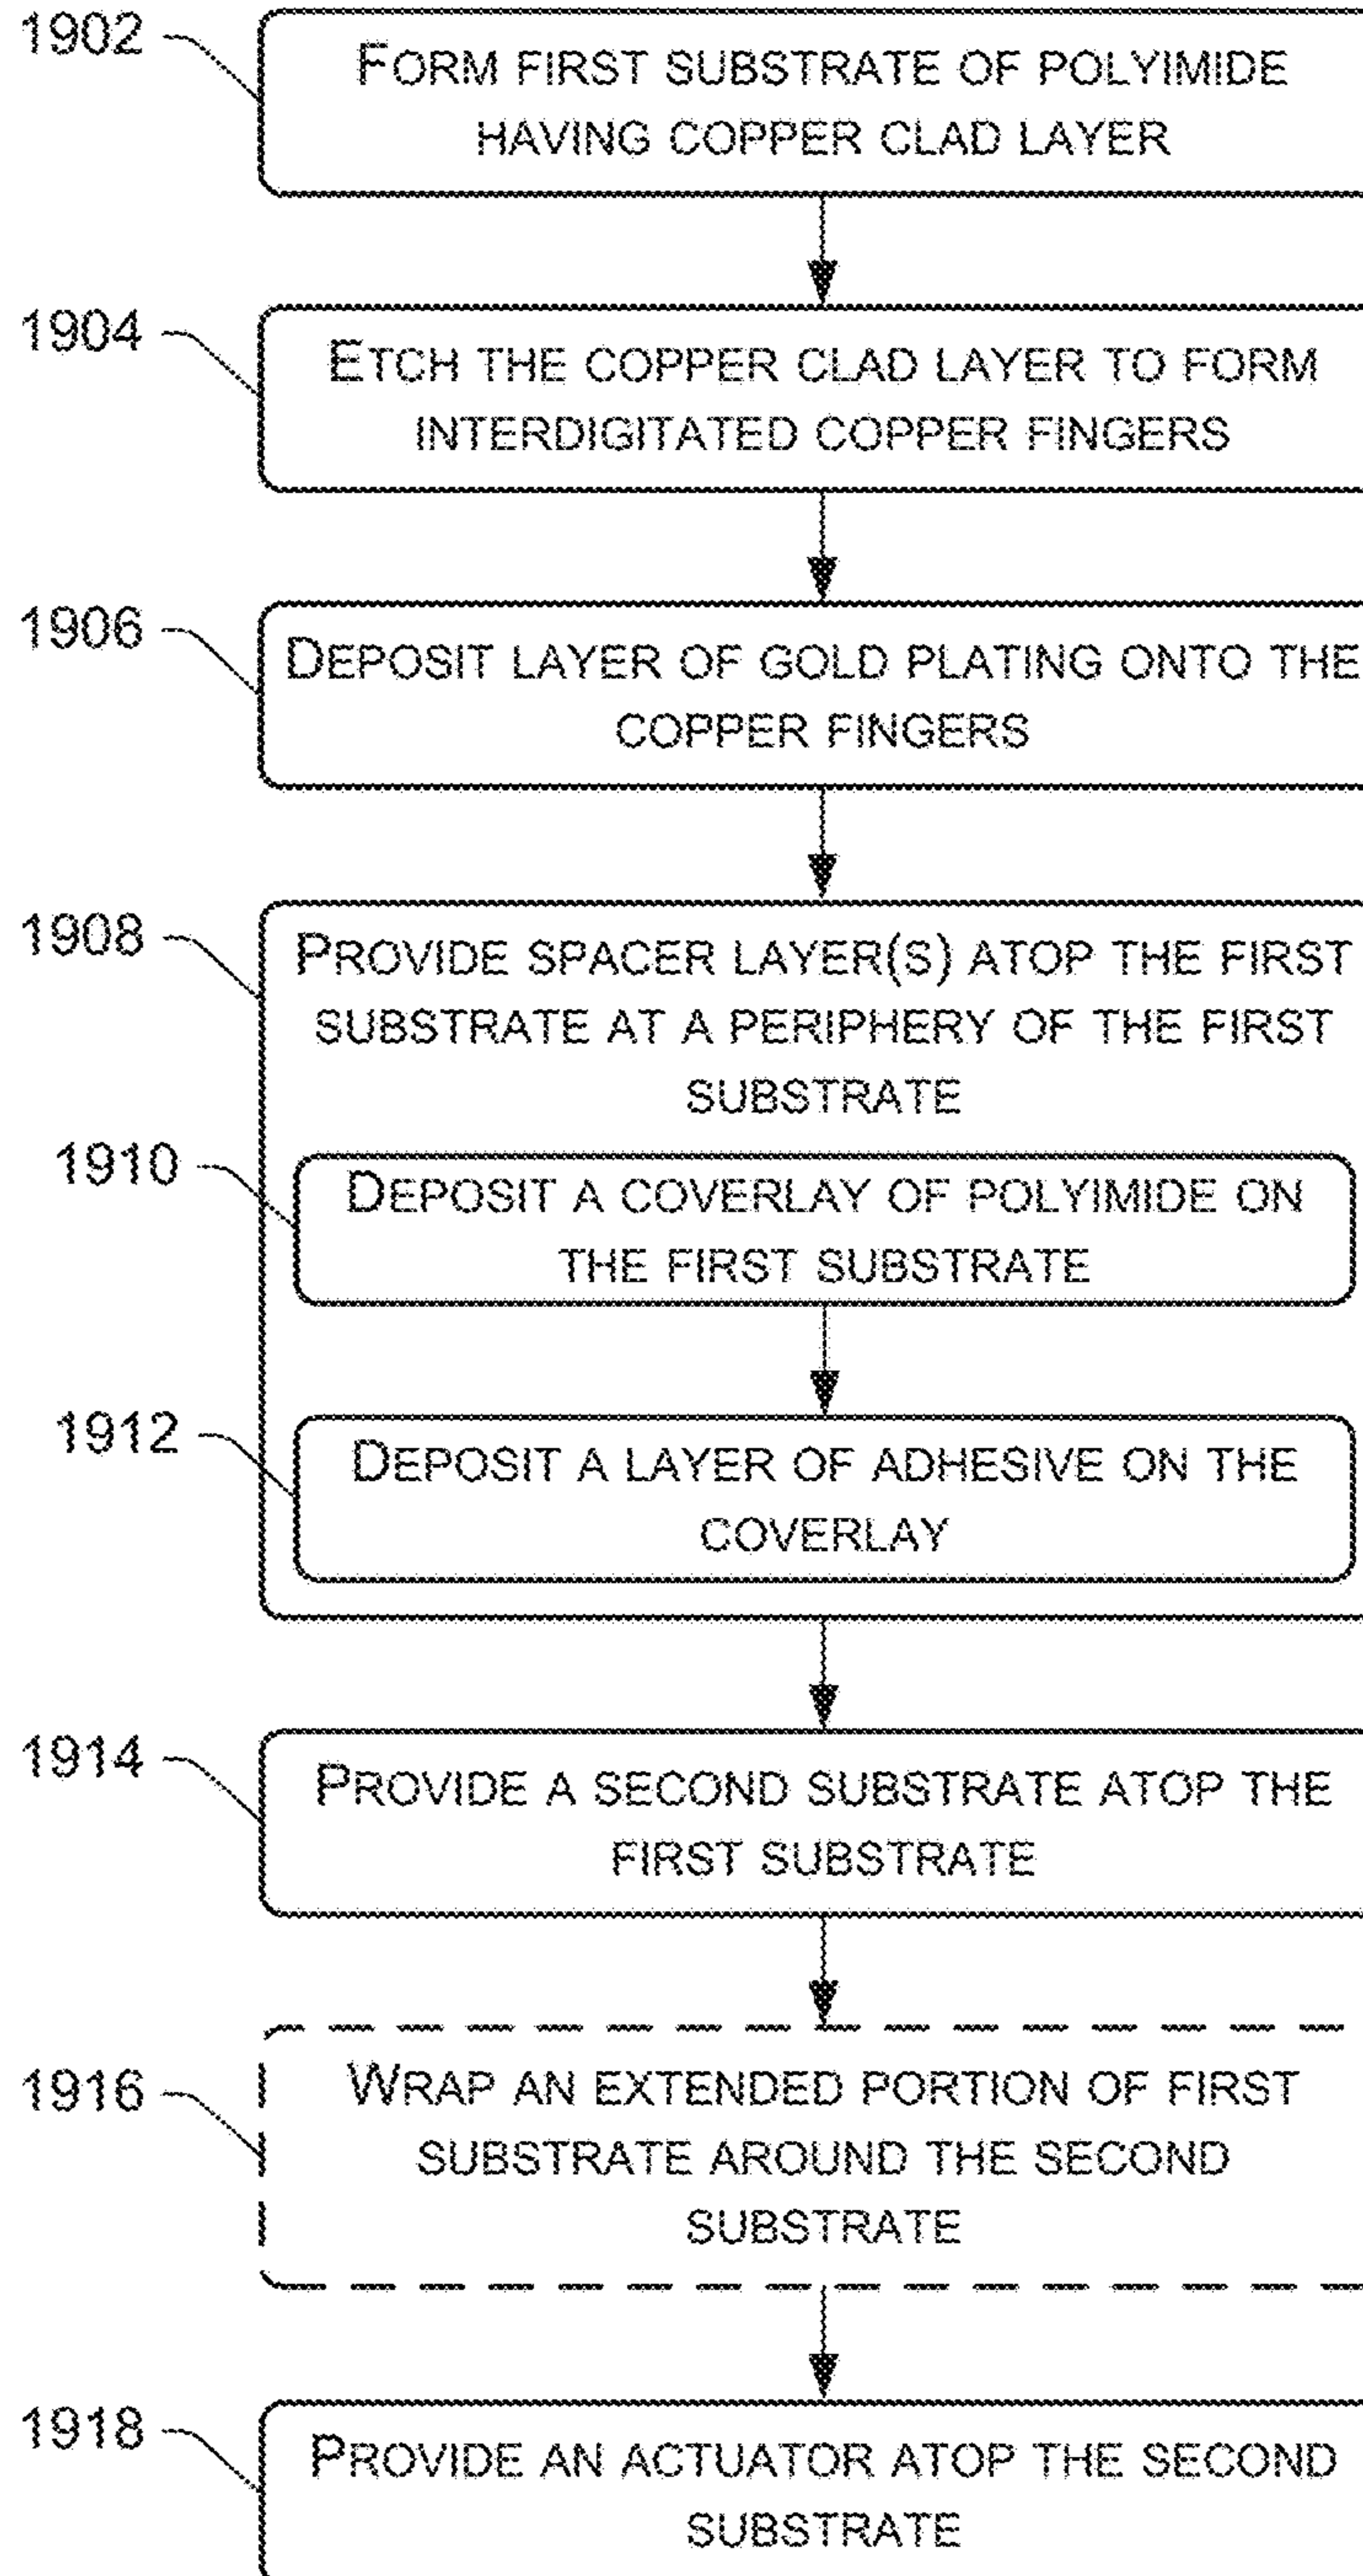 1902
FORM FIRST SUBSTRATE OF POLYIMIDE
HAVING COPPER CLAD LAYER
1904
ETCH THE COPPER CLAD LAYER TO FORM
INTERDIGITATED COPPER FINGERS
1906
DEPOSIT LAYER OF GOLD PLATING ONTO THE
COPPER FINGERS
1908
PROVIDE SPACER LAYER(S) ATOP THE FIRST
SUBSTRATE AT A PERIPHERY OF THE FIRST
SUBSTRATE
1910
DEPOSIT A COVERLAY OF POLYIMIDE ON
THE FIRST SUBSTRATE
1912
DEPOSIT A LAYER OF ADHESIVE ON THE
COVERLAY
1914
PROVIDE A SECOND SUBSTRATE ATOP THE
FIRST SUBSTRATE
1916
WRAP AN EXTENDED PORTION OF FIRST
SUBSTRATE AROUND THE SECOND
SUBSTRATE
1918
PROVIDE AN ACTUATOR ATOP THE SECOND
SUBSTRATE